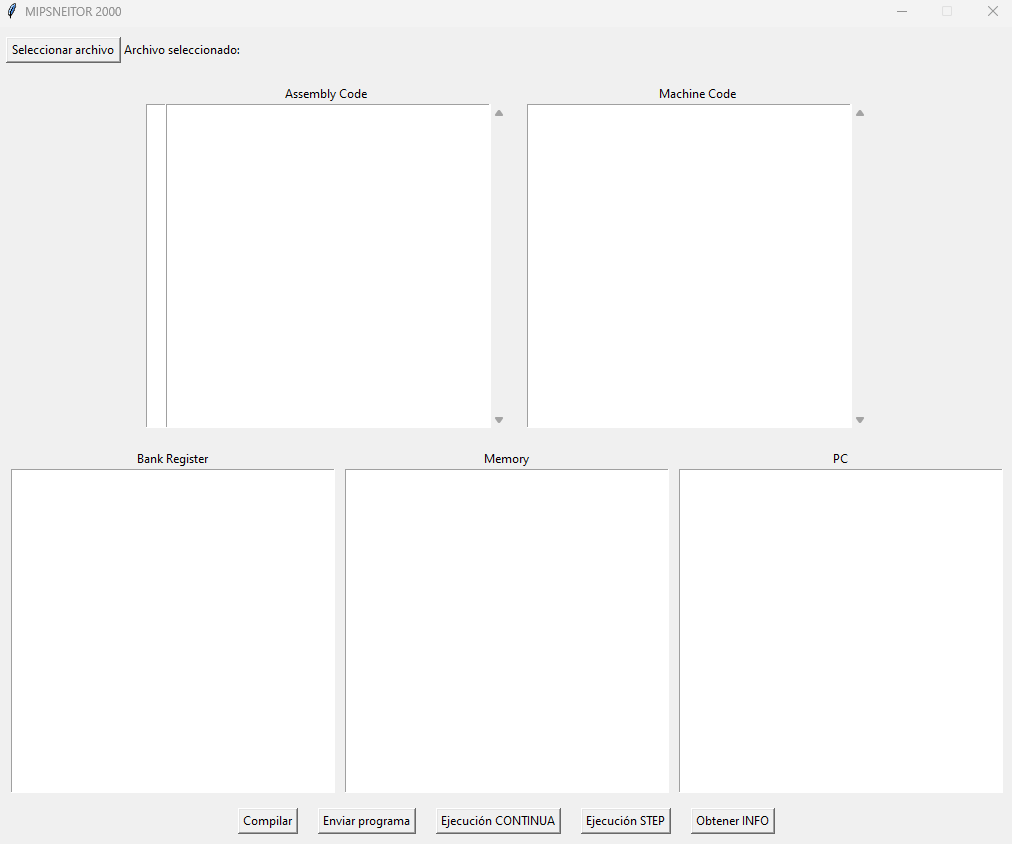 MIPSNEITOR 2000
Seleccionar archivo Archivo seleccionado:
Assembly Code Machine Code
Bank Register Memory PC
Compilar Enviar programa Ejecución CONTINUA Ejecución STEP Obtener INFO